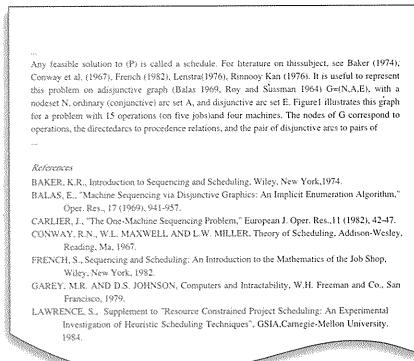 ...
Any feasible solution to (P) is called a schedule. For literature on thissubject, see Baker (1974),
Conway et al. (1967), French (1982), Lenstra(1976), Rinnooy Kan (1976). It is useful to represent
this problem on adisjunctive graph (Balas 1969, Roy and Sussman 1964) G=(N,A,E), with a
nodeset N, ordinary (conjunctive) arc set A, and disjunctive arc set E. Figure1 illustrates this graph
for a problem with 15 operations (on five jobs)and four machines. The nodes of G correspond to
operations, the directedarcs to procedence relations, and the pair of disjunctive arcs to pairs of
...
References
BAKER, K.R., Introduction to Sequencing and Scheduling, Wiley, New York,1974.
BALAS, E., "Machine Sequencing via Disjunctive Graphics: An Implicit Enumeration Algorithm,"
Oper. Res., 17 (1969), 941-957.
CARLIER, J., "The One-Machine Sequencing Problem," European J. Oper. Res.,11 (1982), 42-47.
CONWAY, R.N., W.L. MAXWELL AND L.W. MILLER, Theory of Scheduling, Addison-Wesley,
Reading, Ma, 1967.
FRENCH, S., Sequencing and Scheduling: An Introduction to the Mathematics of the Job Shop,
Wiley, New York, 1982.
GAREY, M.R. AND D.S. JOHNSON, Computers and Intractability, W.H. Freeman and Co., San
Francisco, 1979.
LAWRENCE, S., Supplement to "Resource Constrained Project Scheduling: An Experimental
Investigation of Heuristic Scheduling Techniques", GSIA,Carnegie-Mellon University,
1984.